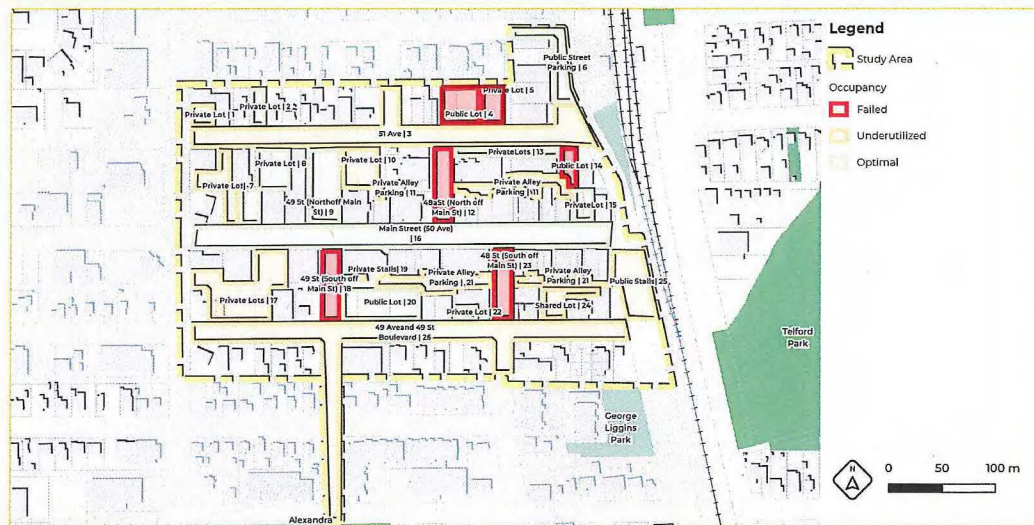 Legend
Study Area
Occupancy
Failed
Underutilized
Optimal
Public Street
Parking | 6
Private Lot | 5
Private Lot | 2
Private Lot | 1
Public Lot | 4
51 Ave | 3
PrivateLots | 13
Private Lot | 8
Private Lot | 10
Public Lot | 14
Private Lot | 7
Private Alley
Parking | 11
Private Alley
Parking | 11
49 St (North off Main
St) | 9
48 St (North off
Main St) | 12
PrivateLot | 15
Main Street (50 Ave)
| 16
48 St (South off
Main St) | 23
Private Stalls | 19
49 St (South off
Main St) | 18
Private Alley
Parking | 21
Private Alley
Parking | 21
Public Stalls | 25
Private Lots | 17
Public Lot | 20
Private Lot | 22
Shared Lot | 24
49 Ave and 49 St
Boulevard | 26
Telford
Park
George
Liggins
Park
Alexandra
N
0 50 100 m